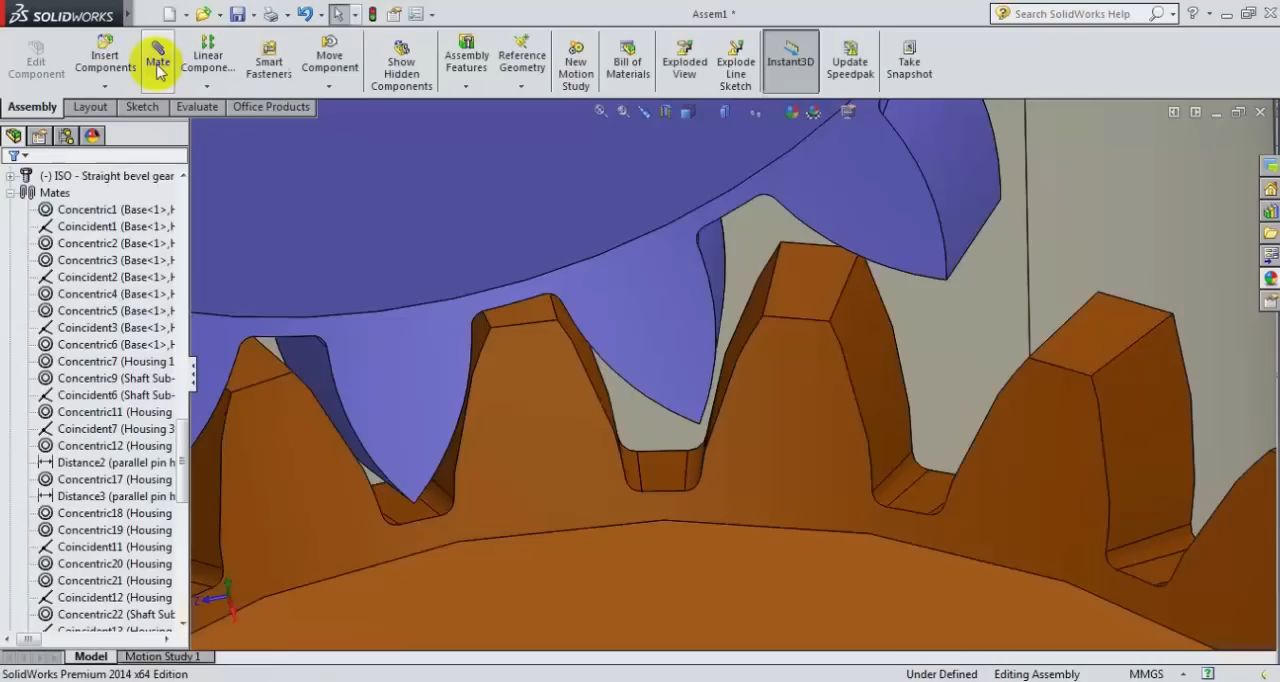 SOLIDWORKS
Assem1 *
Search SolidWorks Help
Edit
Component
Insert
Components
Mate
Linear
Compone...
Smart
Fasteners
Move
Component
Show
Hidden
Components
Assembly
Features
Reference
Geometry
New
Motion
Study
Bill of
Materials
Exploded
View
Explode
Line
Sketch
Instant3D
Update
Speedpak
Take
Snapshot
Assembly
Layout
Sketch
Evaluate
Office Products
(-) ISO - Straight bevel gear
Mates
Concentric1 (Base<1>,H
Coincident1 (Base<1>,H
Concentric2 (Base<1>,H
Concentric3 (Base<1>,H
Coincident2 (Base<1>,H
Concentric4 (Base<1>,H
Concentric5 (Base<1>,H
Coincident3 (Base<1>,H
Concentric6 (Base<1>,H
Concentric7 (Housing 1
Concentric9 (Shaft Sub-
Coincident6 (Shaft Sub-
Concentric11 (Housing
Coincident7 (Housing 3
Concentric12 (Housing
Distance2 (parallel pin h
Concentric17 (Housing
Distance3 (parallel pin h
Concentric18 (Housing
Concentric19 (Housing
Coincident11 (Housing
Concentric20 (Housing
Concentric21 (Housing
Coincident12 (Housing
Concentric22 (Shaft Sub
Coincident13 (Housing
Model
Motion Study 1
SolidWorks Premium 2014 x64 Edition
Under Defined
Editing Assembly
MMGS